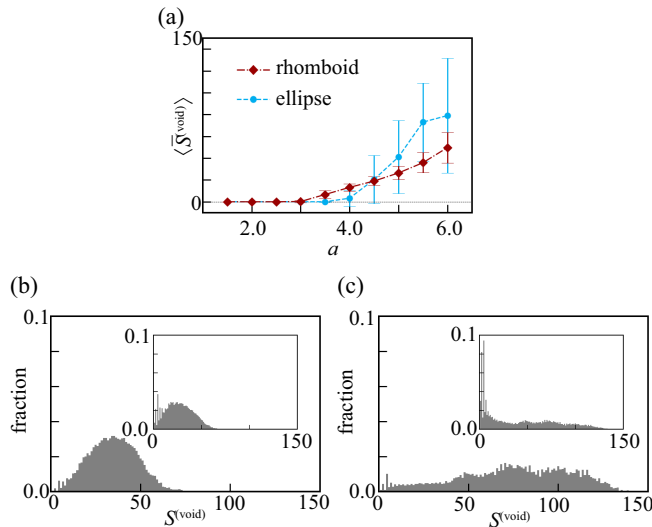 (a)
150
rhomboid
ellipse
⟨S̅^(void)⟩
0
2.0 4.0 6.0
a
(b) (c)
0.1 0.1
fraction fraction
0.1 0.1
0.0 0.0
0 150 0 150
0.0 0.0
0 50 100 150 0 50 100 150
S^(void) S^(void)